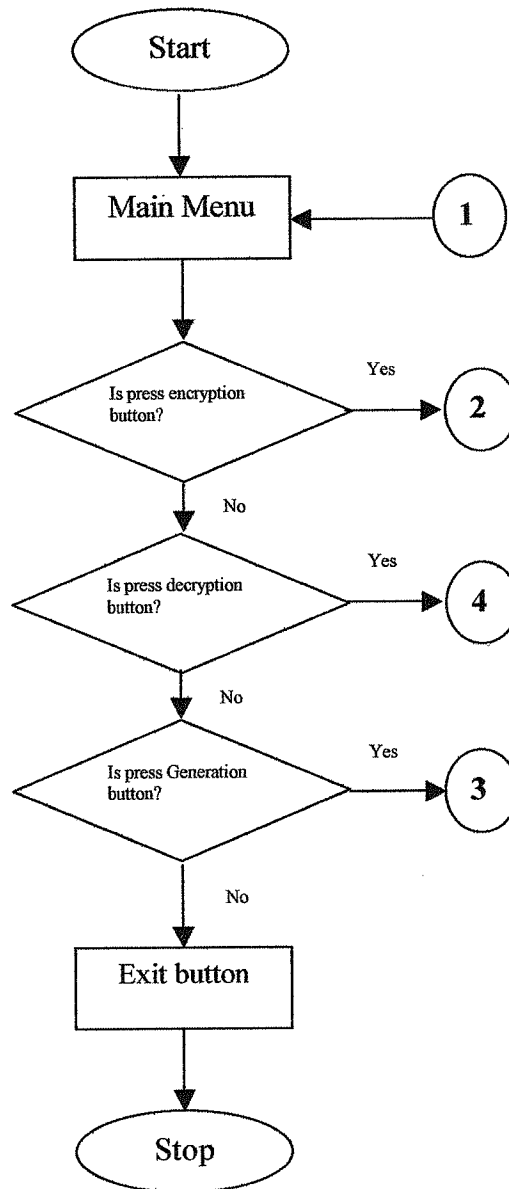 Start
Main Menu
1
Is press encryption
button?
Yes
2
No
Is press decryption
button?
Yes
4
No
Is press Generation
button?
Yes
3
No
Exit button
Stop